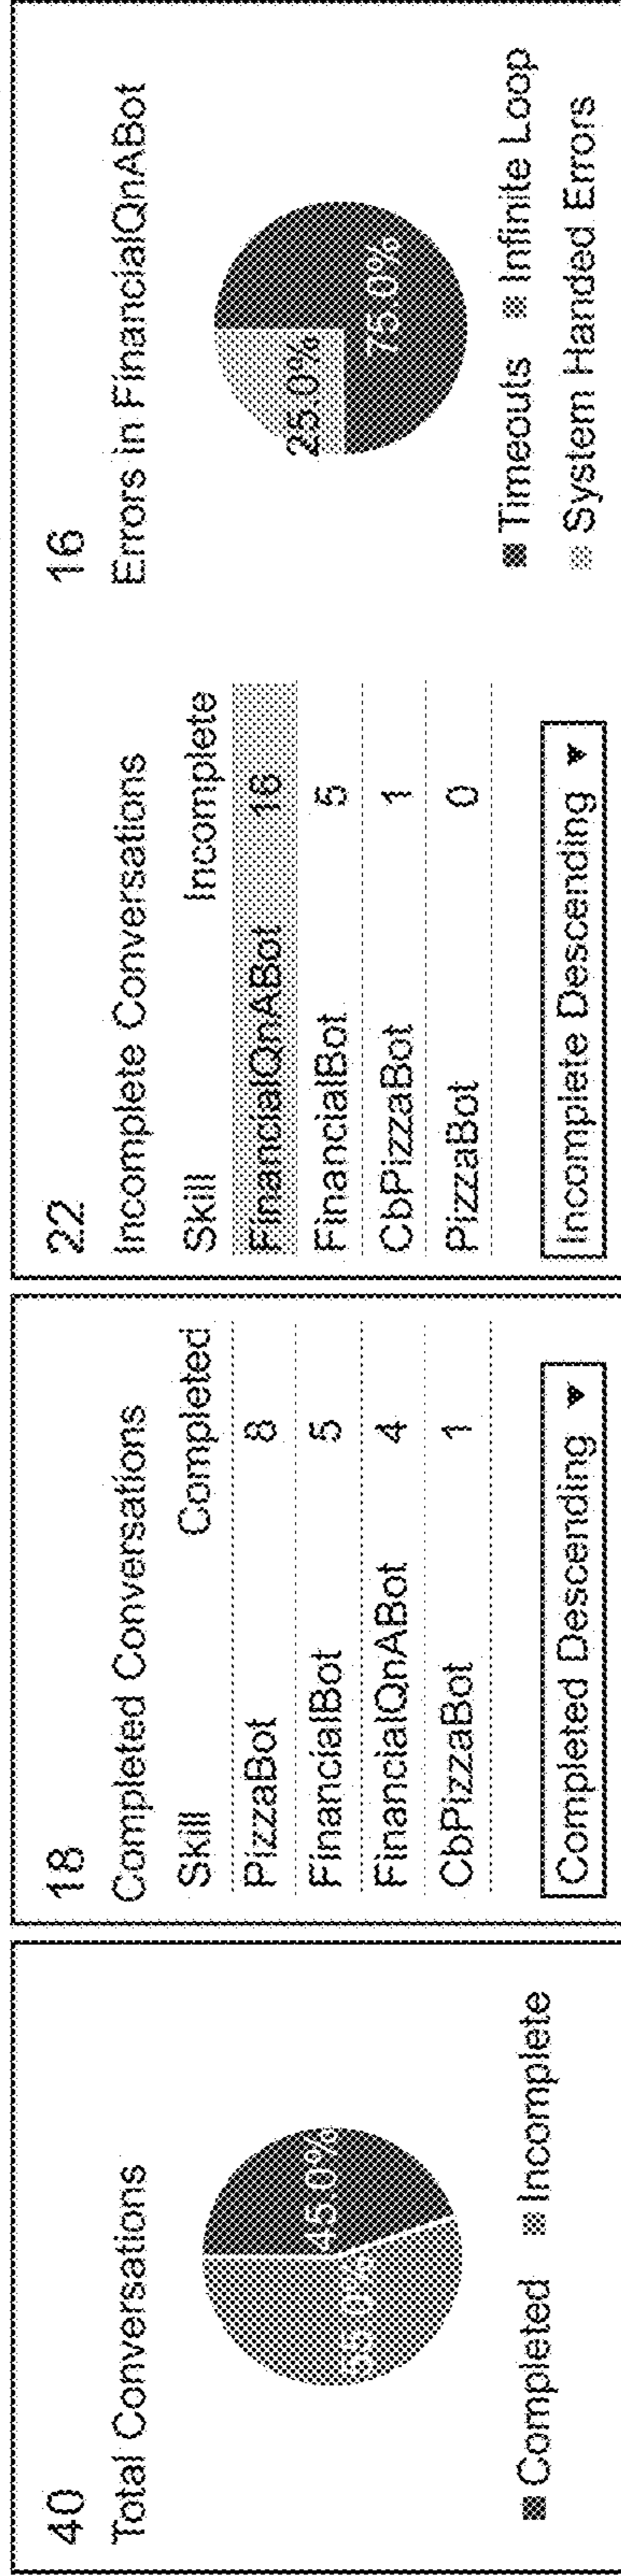 40
Total Conversations
45.0%
55.0%
Completed Incomplete
18
Completed Conversations
Skill Completed
PizzaBot 8
FinancialBot 5
FinancialQnABot 4
CbPizzaBot 1
Completed Descending
22
Incomplete Conversations
Skill Incomplete
FinancialQnABot 16
FinancialBot 5
CbPizzaBot 1
PizzaBot 0
Incomplete Descending
16
Errors in FinancialQnABot
25.0%
75.0%
Timeouts Infinite Loop
System Handed Errors